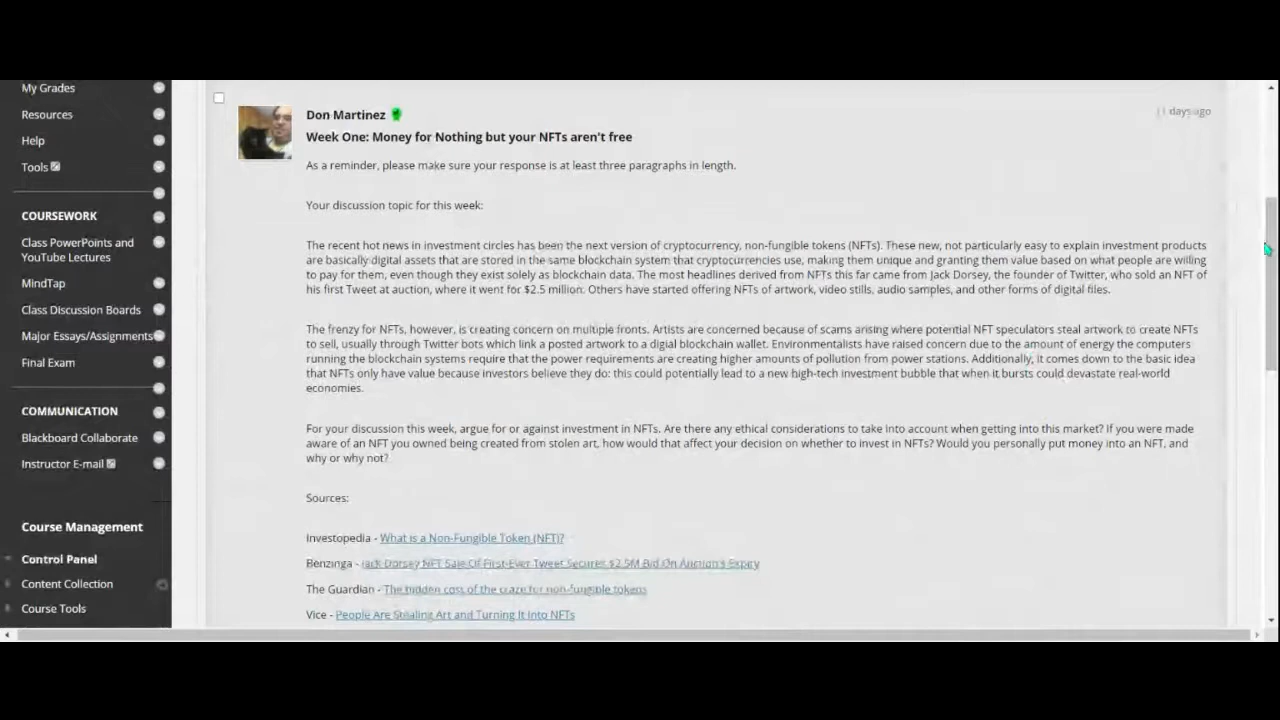 My Grades
Resources
Help
Tools
COURSEWORK
Class PowerPoints and
YouTube Lectures
MindTap
Class Discussion Boards
Major Essays/Assignments
Final Exam
COMMUNICATION
Blackboard Collaborate
Instructor E-mail
Course Management
Control Panel
Content Collection
Course Tools
Don Martinez
11 days ago
Week One: Money for Nothing but your NFTs aren't free
As a reminder, please make sure your response is at least three paragraphs in length.
Your discussion topic for this week:
The recent hot news in investment circles has been the next version of cryptocurrency, non-fungible tokens (NFTs). These new, not particularly easy to explain investment products
are basically digital assets that are stored in the same blockchain system that cryptocurrencies use, making them unique and granting them value based on what people are willing
to pay for them, even though they exist solely as blockchain data. The most headlines derived from NFTs this far came from Jack Dorsey, the founder of Twitter, who sold an NFT of
his first Tweet at auction, where it went for $2.5 million. Others have started offering NFTs of artwork, video stills, audio samples, and other forms of digital files.
The frenzy for NFTs, however, is creating concern on multiple fronts. Artists are concerned because of scams arising where potential NFT speculators steal artwork to create NFTs
to sell, usually through Twitter bots which link a posted artwork to a digial blockchain wallet. Environmentalists have raised concern due to the amount of energy the computers
running the blockchain systems require that the power requirements are creating higher amounts of pollution from power stations. Additionally, it comes down to the basic idea
that NFTs only have value because investors believe they do: this could potentially lead to a new high-tech investment bubble that when it bursts could devastate real-world
economies.
For your discussion this week, argue for or against investment in NFTs. Are there any ethical considerations to take into account when getting into this market? If you were made
aware of an NFT you owned being created from stolen art, how would that affect your decision on whether to invest in NFTs? Would you personally put money into an NFT, and
why or why not?
Sources:
Investopedia - What is a Non-Fungible Token (NFT)?
Benzinga - Jack Dorsey NFT Sale Of First-Ever Tweet Secures $2.5M Bid On Auction's Expiry
The Guardian - The hidden cost of the craze for non-fungible tokens
Vice - People Are Stealing Art and Turning It Into NFTs